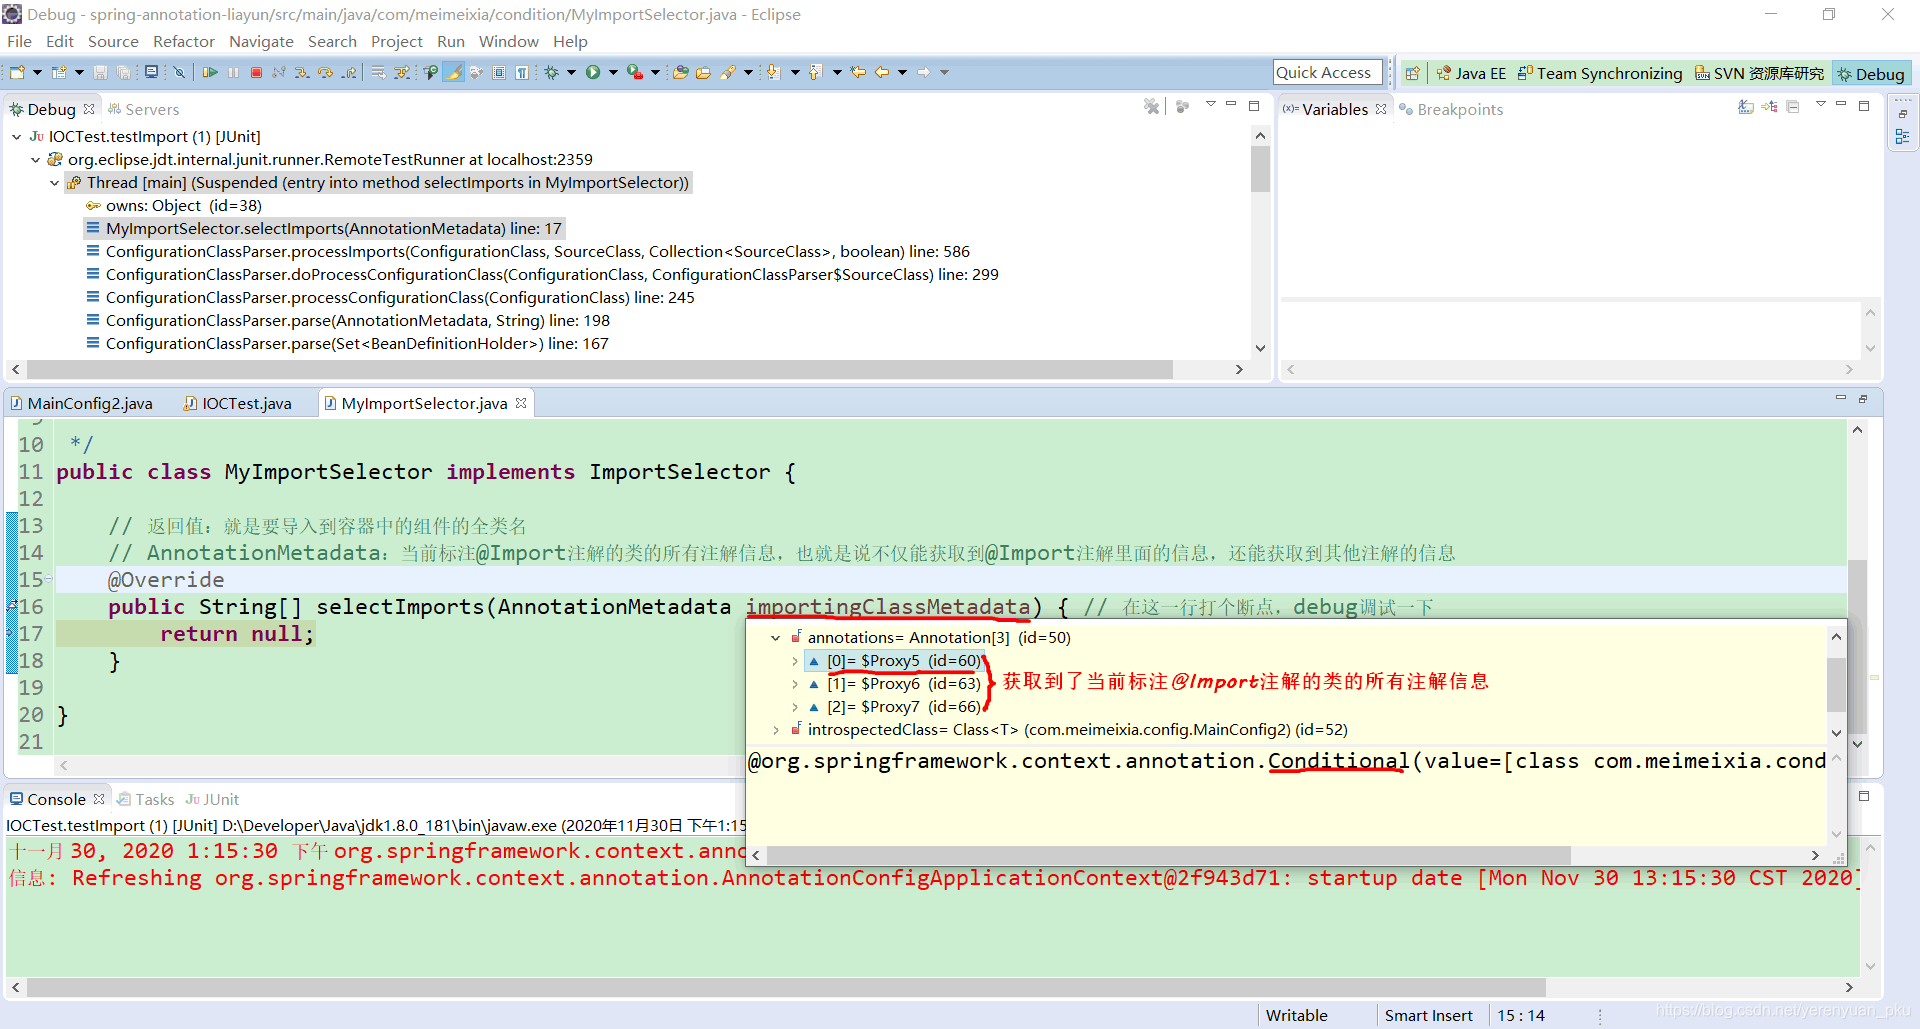 Debug - spring-annotation-liayun/src/main/java/com/meimeixia/condition/MyImportSelector.java - Eclipse
File Edit Source Refactor Navigate Search Project Run Window Help
Quick Access Java EE Team Synchronizing SVN 资源库研究 Debug
Debug Servers
IOCTest.testImport (1) [JUnit]
org.eclipse.jdt.internal.junit.runner.RemoteTestRunner at localhost:2359
Thread [main] (Suspended (entry into method selectImports in MyImportSelector))
owns: Object (id=38)
MyImportSelector.selectImports(AnnotationMetadata) line: 17
ConfigurationClassParser.processImports(ConfigurationClass, SourceClass, Collection<SourceClass>, boolean) line: 586
ConfigurationClassParser.doProcessConfigurationClass(ConfigurationClass, ConfigurationClassParser$SourceClass) line: 299
ConfigurationClassParser.processConfigurationClass(ConfigurationClass) line: 245
ConfigurationClassParser.parse(AnnotationMetadata, String) line: 198
ConfigurationClassParser.parse(Set<BeanDefinitionHolder>) line: 167
(x)= Variables Breakpoints
MainConfig2.java IOCTest.java MyImportSelector.java
9
10 */
11 public class MyImportSelector implements ImportSelector {
12
13 // 返回值：就是要导入到容器中的组件的全类名
14 // AnnotationMetadata：当前标注@Import注解的类的所有注解信息，也就是说不仅能获取到@Import注解里面的信息，还能获取到其他注解的信息
15 @Override
16 public String[] selectImports(AnnotationMetadata importingClassMetadata) { // 在这一行打个断点，debug调试一下
17 return null;
18 }
19
20 }
21
annotations= Annotation[3] (id=50)
[0]= $Proxy5 (id=60)
[1]= $Proxy6 (id=63)
[2]= $Proxy7 (id=66)
获取到了当前标注@Import注解的类的所有注解信息
introspectedClass= Class<T> (com.meimeixia.config.MainConfig2) (id=52)
@org.springframework.context.annotation.Conditional(value=[class com.meimeixia.cond
Console Tasks JUnit
IOCTest.testImport (1) [JUnit] D:\Developer\Java\jdk1.8.0_181\bin\javaw.exe (2020年11月30日 下午1:15
十一月 30, 2020 1:15:30 下午 org.springframework.context.anno
信息: Refreshing org.springframework.context.annotation.AnnotationConfigApplicationContext@2f943d71: startup date [Mon Nov 30 13:15:30 CST 2020]
Writable Smart Insert 15 : 14
https://blog.csdn.net/yerenyuan_pku